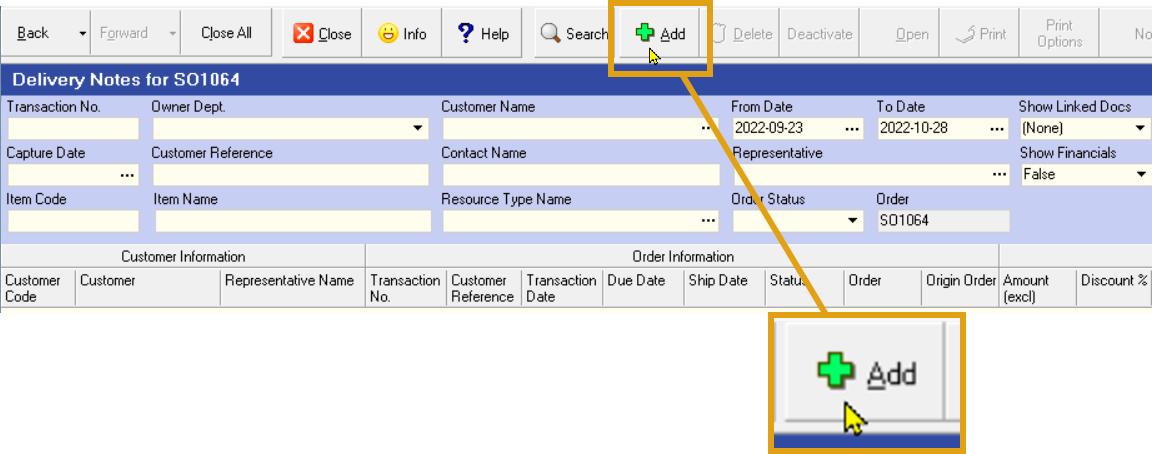 Back Forward Close All Close Info Help Search Add Delete Deactivate Open Print Print Options No
Delivery Notes for SO1064
Transaction No. Owner Dept. Customer Name From Date To Date Show Linked Docs
2022-09-23 ... 2022-10-28 ... (None)
Capture Date Customer Reference Contact Name Representative Show Financials
... ... False
Item Code Item Name Resource Type Name Order Status Order
... SO1064
Customer Information Order Information
Customer Code Customer Representative Name Transaction No. Customer Reference Transaction Date Due Date Ship Date Status Order Origin Order Amount (excl) Discount %
Add